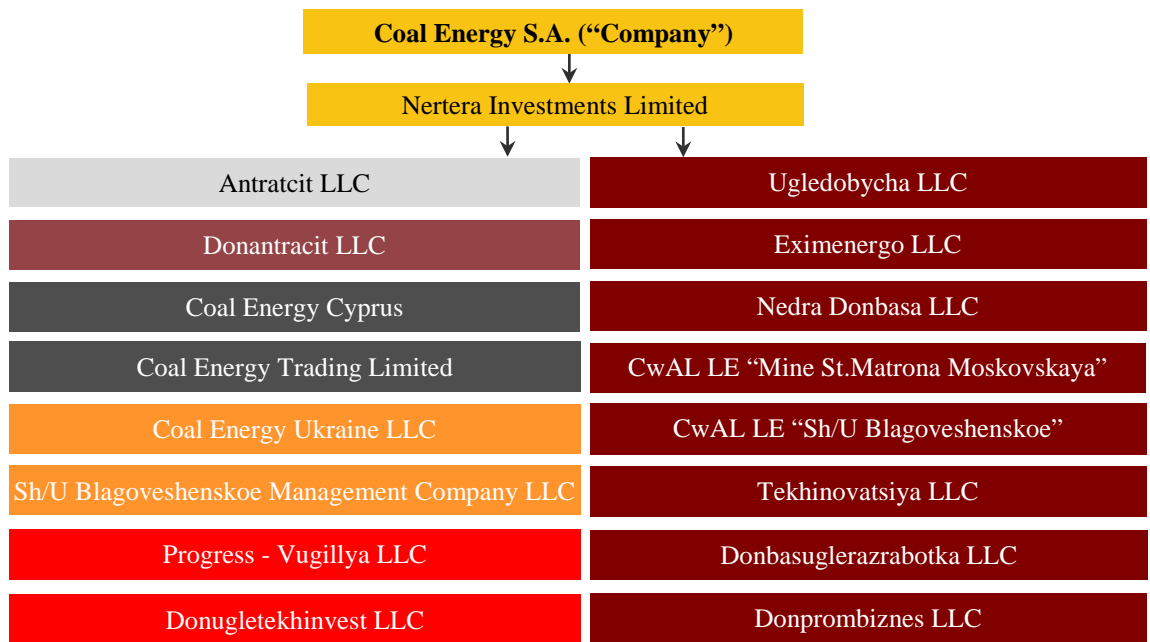 Coal Energy S.A. (“Company”)
Nertera Investments Limited
Antratcit LLC
Donantracit LLC
Coal Energy Cyprus
Coal Energy Trading Limited
Coal Energy Ukraine LLC
Sh/U Blagoveshenskoe Management Company LLC
Progress - Vugillya LLC
Donugletekhinvest LLC
Ugledobycha LLC
Eximenergo LLC
Nedra Donbasa LLC
CwAL LE “Mine St.Matrona Moskovskaya”
CwAL LE “Sh/U Blagoveshenskoe”
Tekhinovatsiya LLC
Donbasuglerazrabotka LLC
Donprombiznes LLC